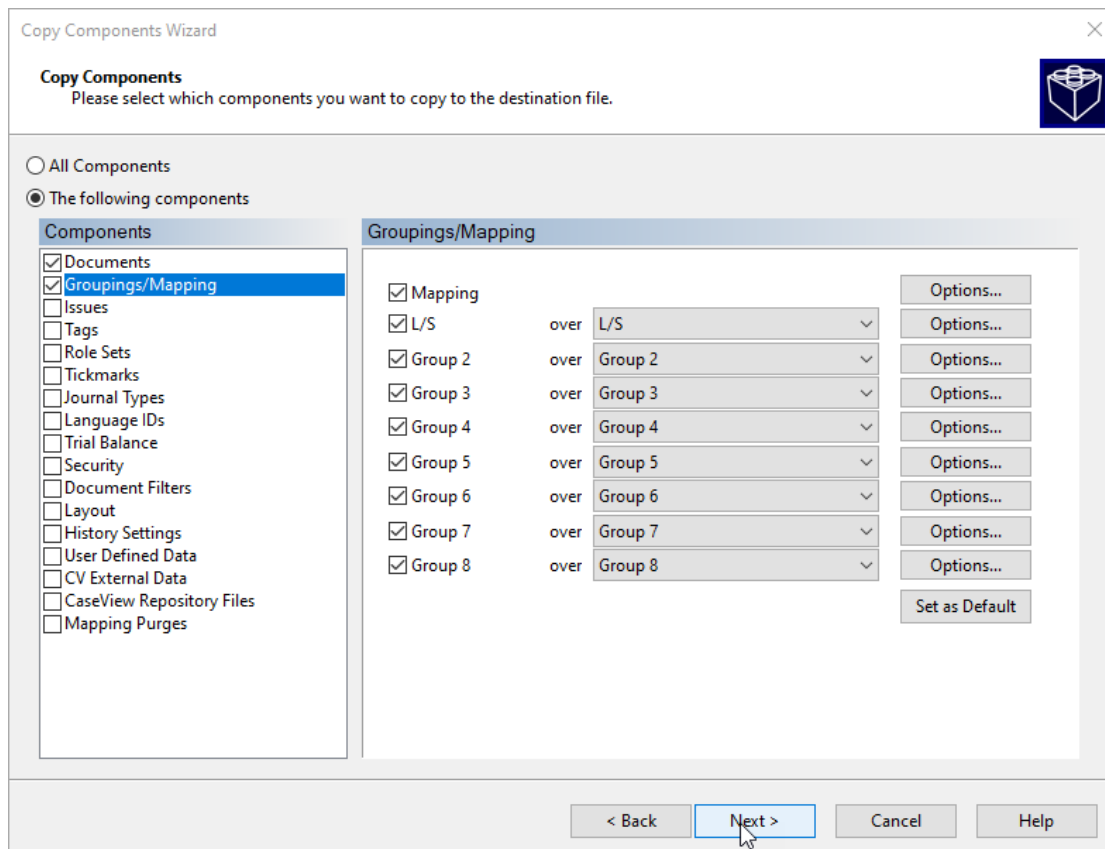 Copy Components Wizard
Copy Components
Please select which components you want to copy to the destination file.
All Components
The following components
Components
Documents
Groupings/Mapping
Issues
Tags
Role Sets
Tickmarks
Journal Types
Language IDs
Trial Balance
Security
Document Filters
Layout
History Settings
User Defined Data
CV External Data
CaseView Repository Files
Mapping Purges
Groupings/Mapping
Mapping Options...
L/S over L/S Options...
Group 2 over Group 2 Options...
Group 3 over Group 3 Options...
Group 4 over Group 4 Options...
Group 5 over Group 5 Options...
Group 6 over Group 6 Options...
Group 7 over Group 7 Options...
Group 8 over Group 8 Options...
Set as Default
< Back Next > Cancel Help